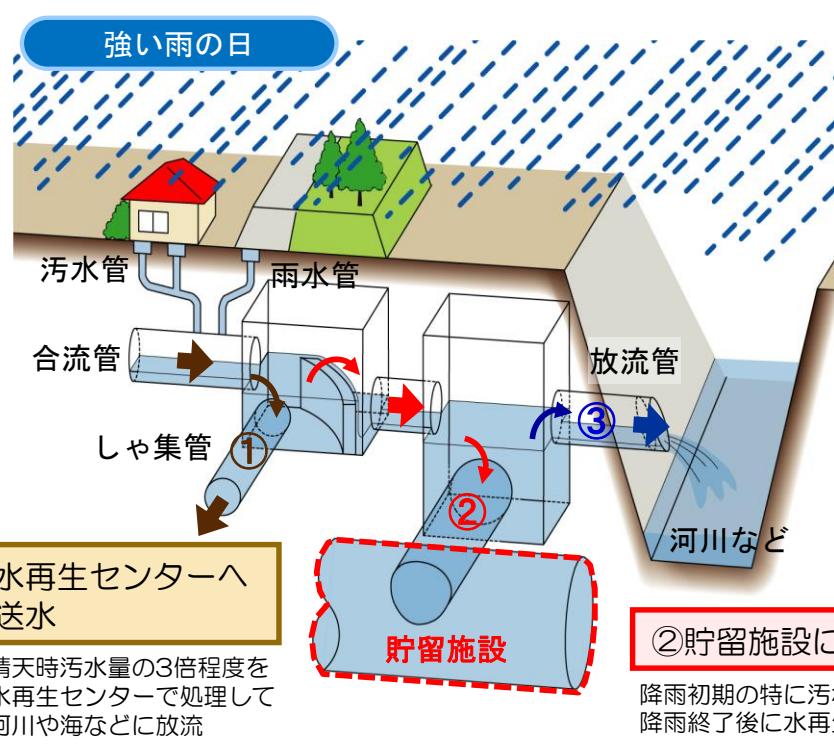 強い雨の日
汚水管
雨水管
合流管
放流管
③
しゃ集管
①
②
河川など
水再生センターへ
送水
貯留施設
②貯留施設に
晴天時汚水量の3倍程度を
水再生センターで処理して
河川や海などに放流
降雨初期の特に汚
降雨終了後に水再